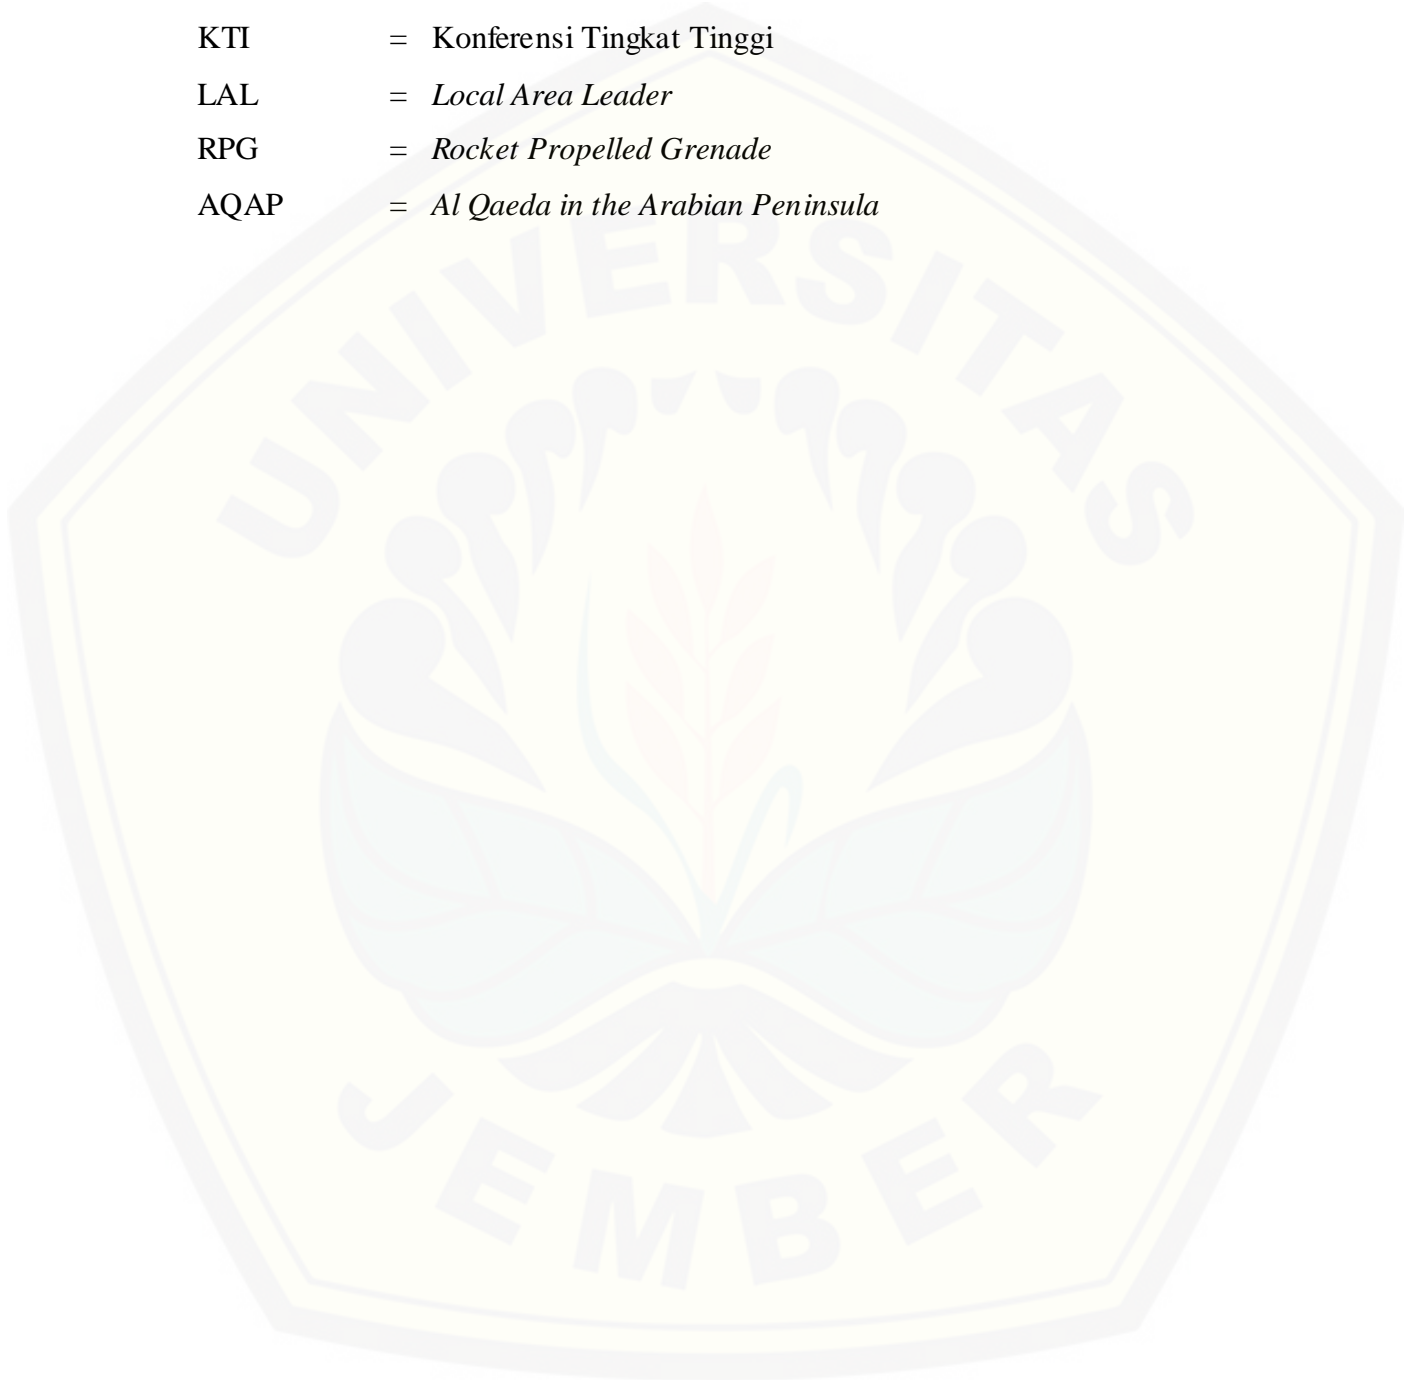 KTI = Konferensi Tingkat Tinggi
LAL = Local Area Leader
RPG = Rocket Propelled Grenade
AQAP = Al Qaeda in the Arabian Peninsula
UNIVERSITAS
JEMBER